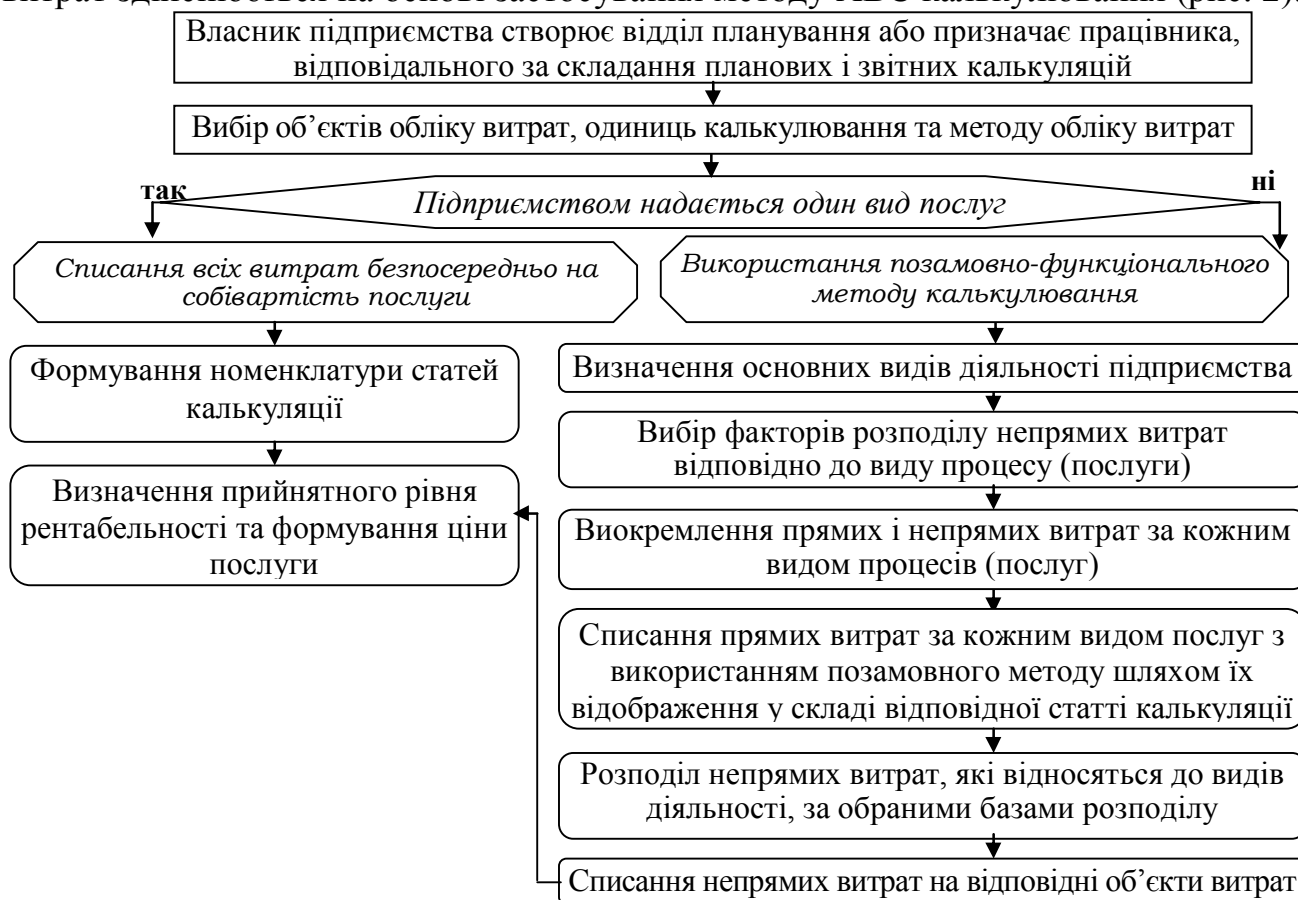 витрат здійснюється на основі застосування методу АВС-калькулювання (рис. 2).
Власник підприємства створює відділ планування або призначає працівника,
відповідального за складання планових і звітних калькуляцій
Вибір об’єктів обліку витрат, одиниць калькулювання та методу обліку витрат
так
ні
Підприємством надається один вид послуг
Списання всіх витрат безпосередньо на
собівартість послуги
Формування номенклатури статей
калькуляції
Визначення прийнятного рівня
рентабельності та формування ціни
послуги
Використання позамовно-функціонального
методу калькулювання
Визначення основних видів діяльності підприємства
Вибір факторів розподілу непрямих витрат
відповідно до виду процесу (послуги)
Виокремлення прямих і непрямих витрат за кожним
видом процесів (послуг)
Списання прямих витрат за кожним видом послуг з
використанням позамовного методу шляхом їх
відображення у складі відповідної статті калькуляції
Розподіл непрямих витрат, які відносяться до видів
діяльності, за обраними базами розподілу
Списання непрямих витрат на відповідні об’єкти витрат